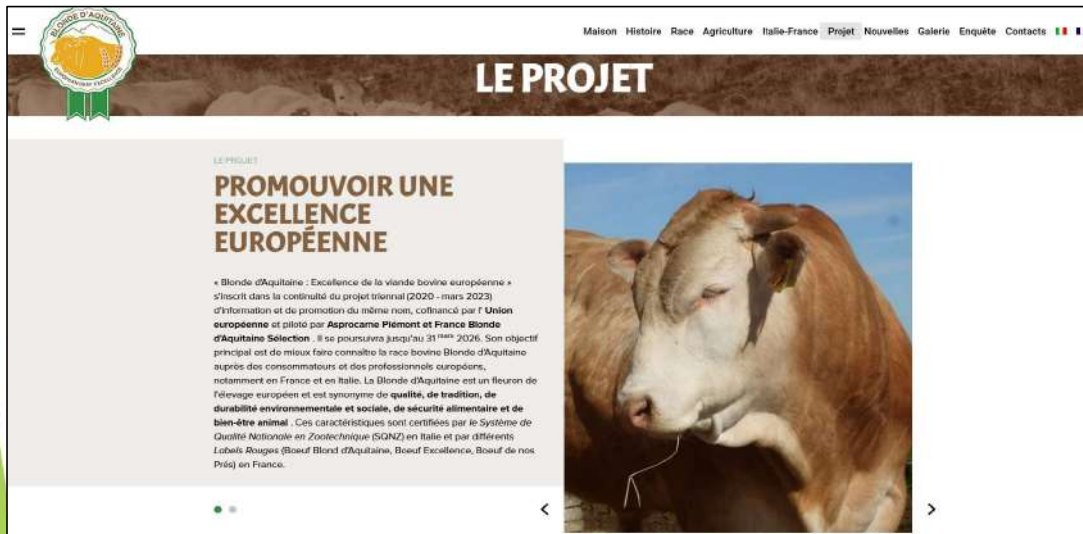 BLONDE D'AQUITAINE
EUROPEAN BEEF EXCELLENCE
Maison Histoire Race Agriculture Italie-France Projet Nouvelles Galerie Enquête Contacts
LE PROJET
LE PROJET
PROMOUVOIR UNE
EXCELLENCE
EUROPÉENNE
« Blonde d'Aquitaine : Excellence de la viande bovine européenne »
s'inscrit dans la continuité du projet triennal (2020 - mars 2023)
d'information et de promotion du même nom, cofinancé par l' Union
européenne et piloté par Asprocarne Piémont et France Blonde
d'Aquitaine Sélection . Il se poursuivra jusqu'au 31 mars 2026. Son objectif
principal est de mieux faire connaître la race bovine Blonde d'Aquitaine
auprès des consommateurs et des professionnels européens,
notamment en France et en Italie. La Blonde d'Aquitaine est un fleuron de
l'élevage européen et est synonyme de qualité, de tradition, de
durabilité environnementale et sociale, de sécurité alimentaire et de
bien-être animal . Ces caractéristiques sont certifiées par le Système de
Qualité Nationale en Zootechnique (SQNZ) en Italie et par différents
Labels Rouges (Boeuf Blond d'Aquitaine, Boeuf Excellence, Boeuf de nos
Prés) en France.